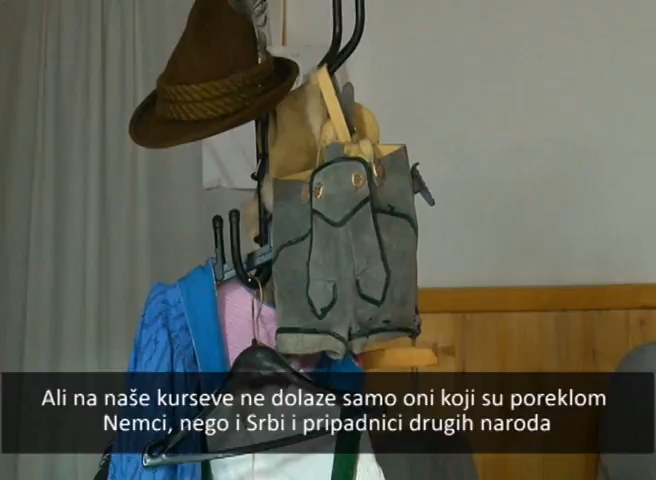 Ali na naše kurseve ne dolaze samo oni koji su poreklom
Nemci, nego i Srbi i pripadnici drugih naroda